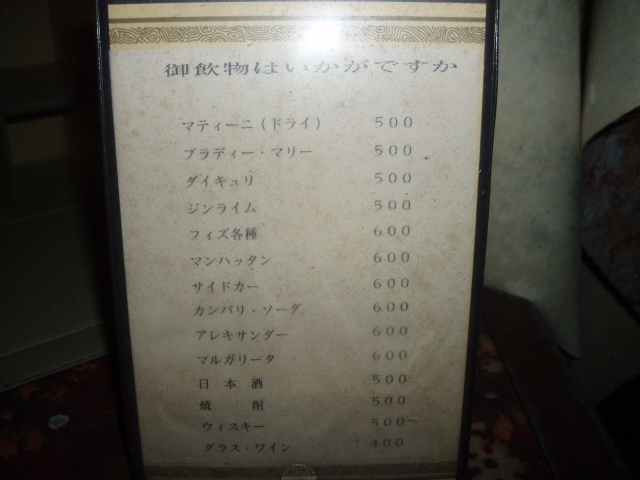 御飲物はいかがですか
マティーニ(ドライ) 500
ブラディー・マリー 500
ダイキュリ 500
ジンライム 500
フィズ各種 600
マンハッタン 600
サイドカー 600
カンパリ・ソーダ 600
アレキサンダー 600
マルガリータ 600
日本酒 500
焼酎 500
ウィスキー 500～
グラス・ワイン 400